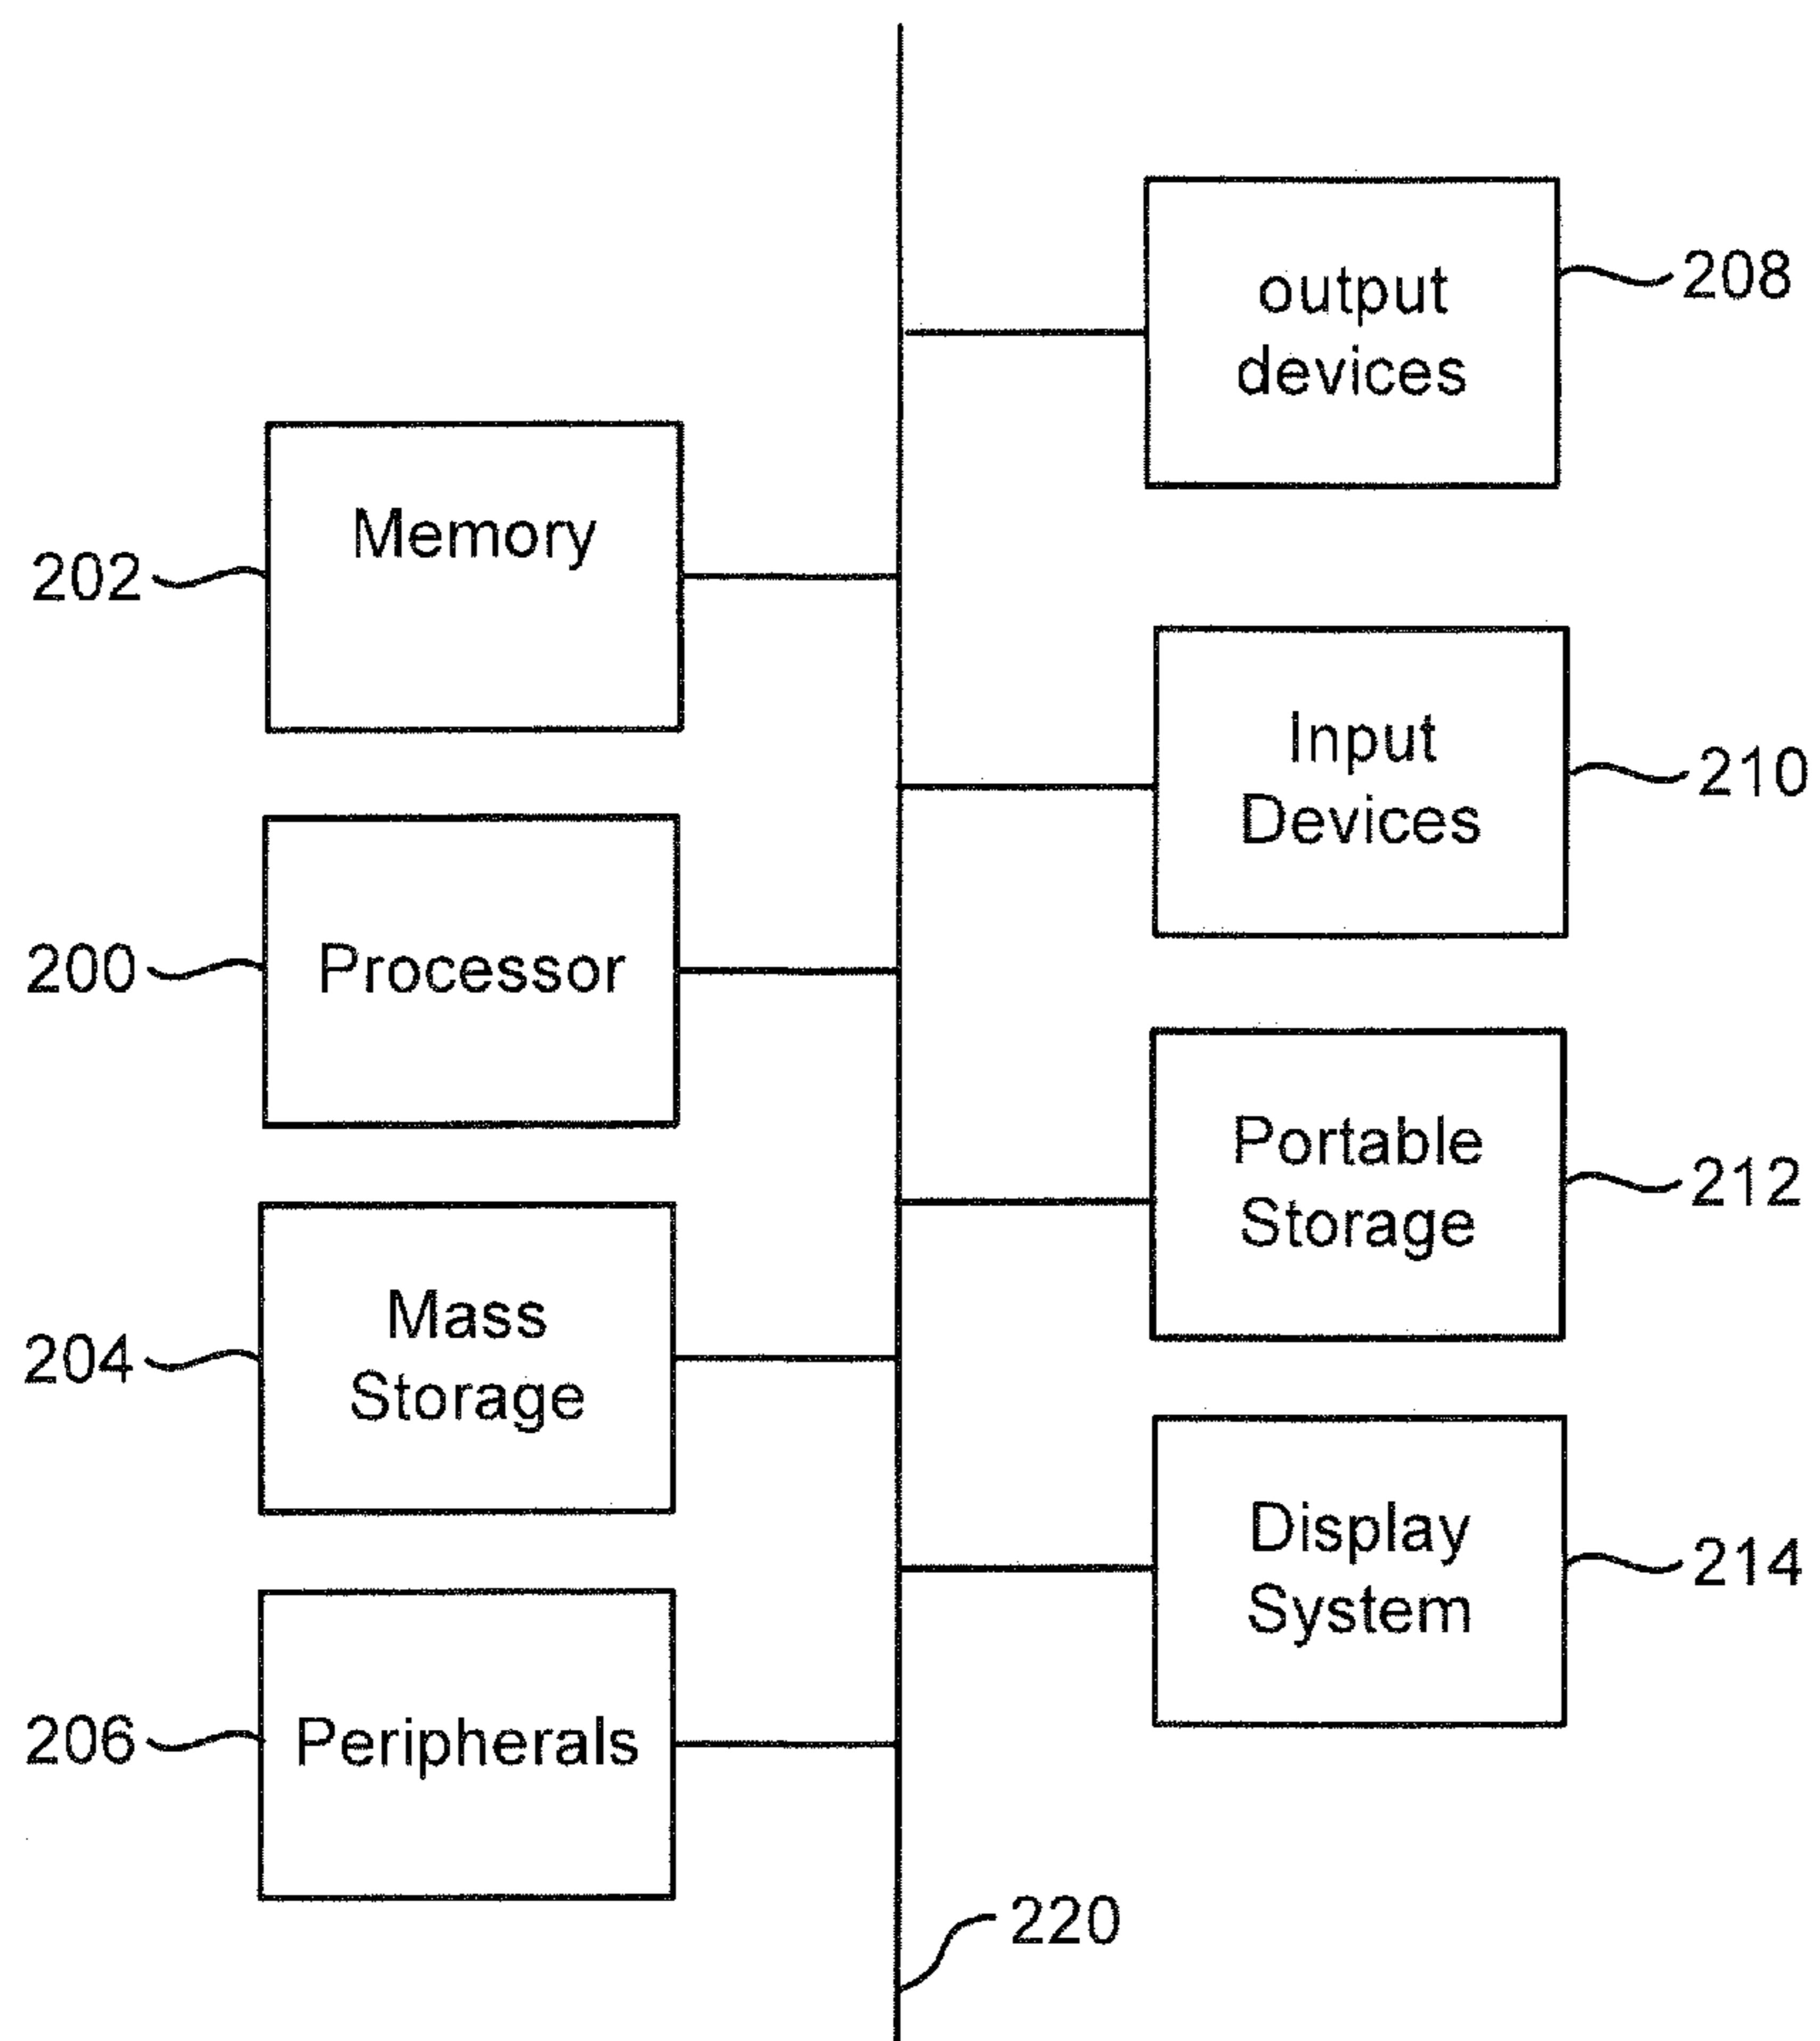 output
devices
208
Memory
202
Input
Devices
210
Processor
200
Portable
Storage
212
Mass
Storage
204
Display
System
214
Peripherals
206
220